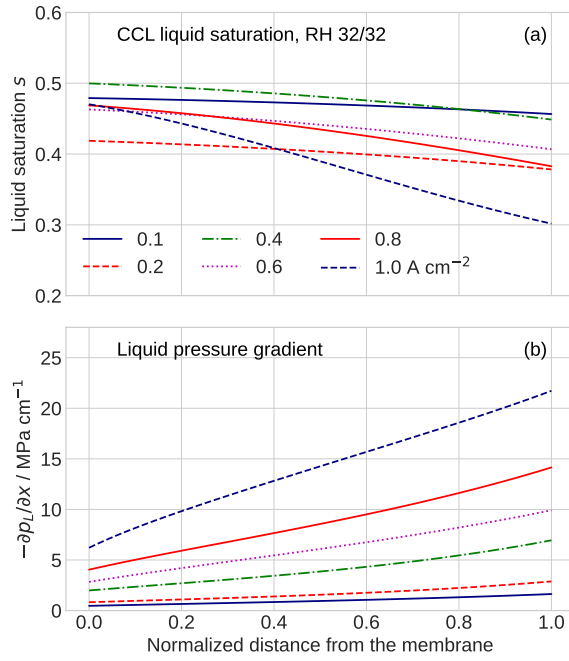 0.6
CCL liquid saturation, RH 32/32 (a)
0.5
0.4
0.3
0.2
Liquid saturation s
0.1 0.4 0.8
0.2 0.6 1.0 A cm⁻²
Liquid pressure gradient (b)
25
20
15
10
5
0
−∂p_L/∂x / MPa cm⁻¹
0.0 0.2 0.4 0.6 0.8 1.0
Normalized distance from the membrane